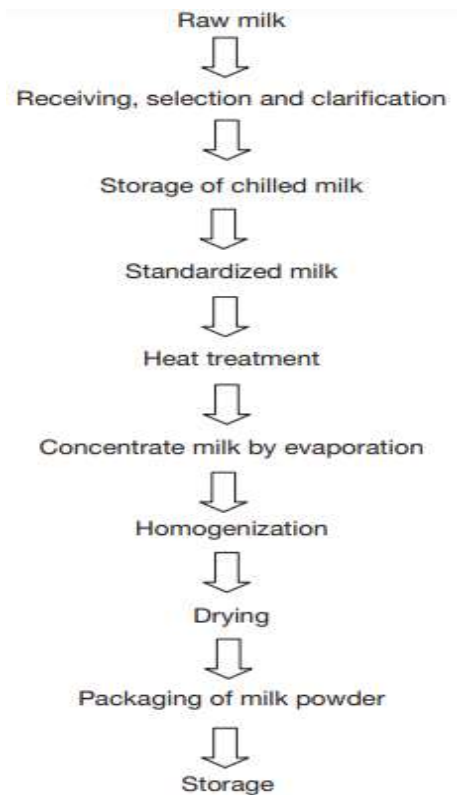 Raw milk
Receiving, selection and clarification
Storage of chilled milk
Standardized milk
Heat treatment
Concentrate milk by evaporation
Homogenization
Drying
Packaging of milk powder
Storage